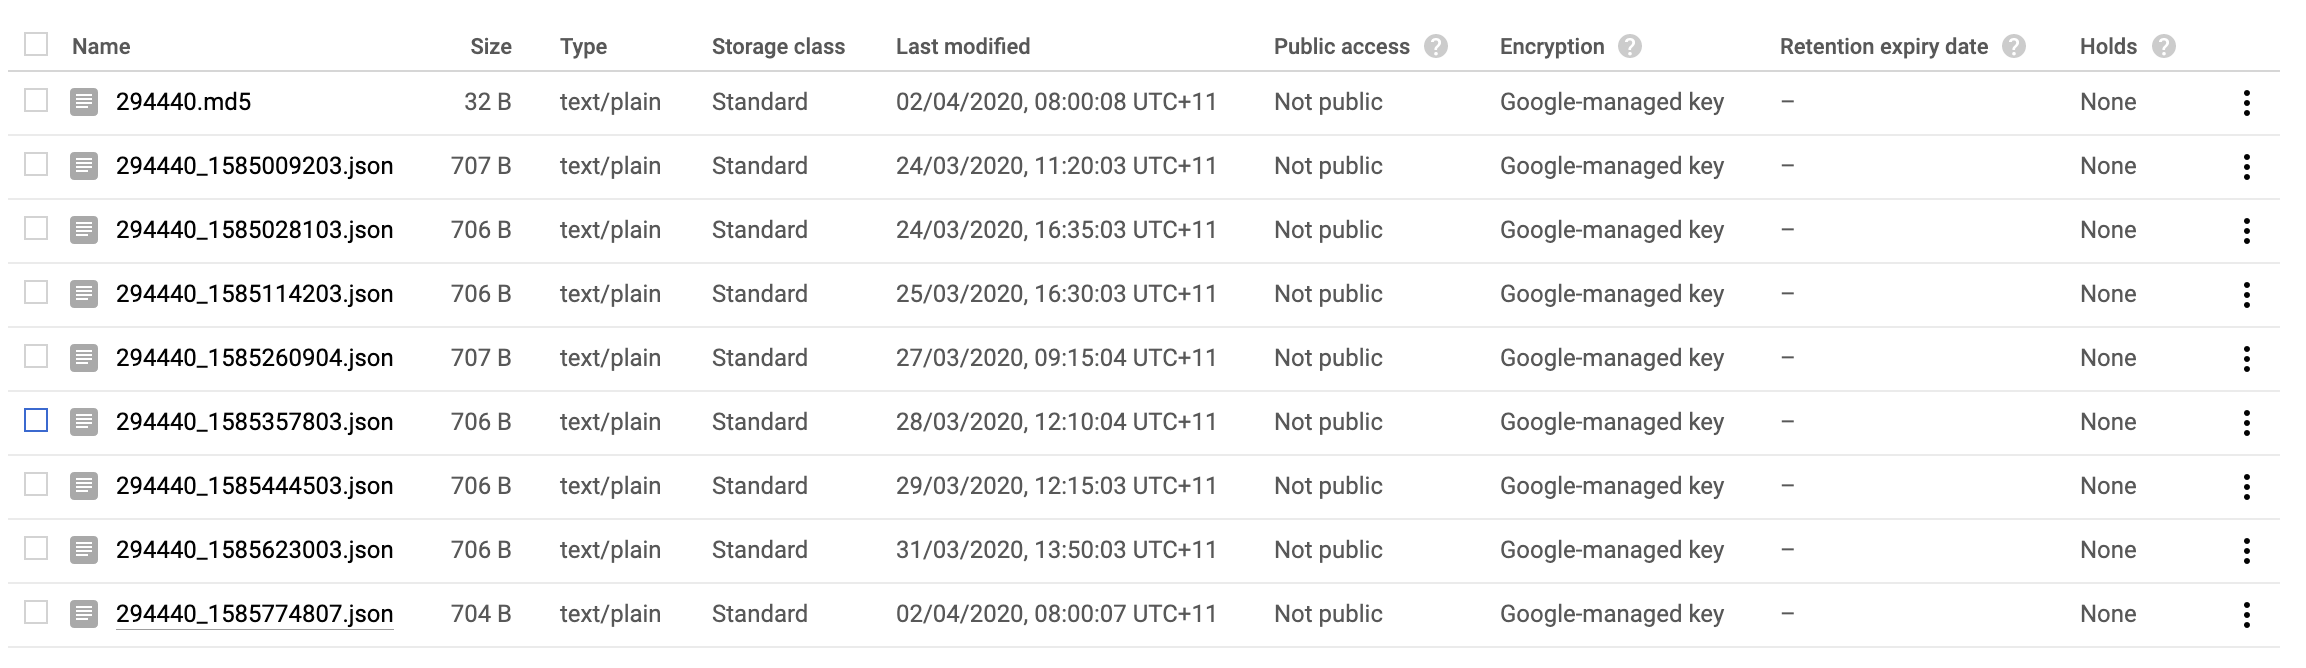 Name Size Type Storage class Last modified Public access ? Encryption ? Retention expiry date ? Holds ?
294440.md5 32 B text/plain Standard 02/04/2020, 08:00:08 UTC+11 Not public Google-managed key – None
294440_1585009203.json 707 B text/plain Standard 24/03/2020, 11:20:03 UTC+11 Not public Google-managed key – None
294440_1585028103.json 706 B text/plain Standard 24/03/2020, 16:35:03 UTC+11 Not public Google-managed key – None
294440_1585114203.json 706 B text/plain Standard 25/03/2020, 16:30:03 UTC+11 Not public Google-managed key – None
294440_1585260904.json 707 B text/plain Standard 27/03/2020, 09:15:04 UTC+11 Not public Google-managed key – None
294440_1585357803.json 706 B text/plain Standard 28/03/2020, 12:10:04 UTC+11 Not public Google-managed key – None
294440_1585444503.json 706 B text/plain Standard 29/03/2020, 12:15:03 UTC+11 Not public Google-managed key – None
294440_1585623003.json 706 B text/plain Standard 31/03/2020, 13:50:03 UTC+11 Not public Google-managed key – None
294440_1585774807.json 704 B text/plain Standard 02/04/2020, 08:00:07 UTC+11 Not public Google-managed key – None